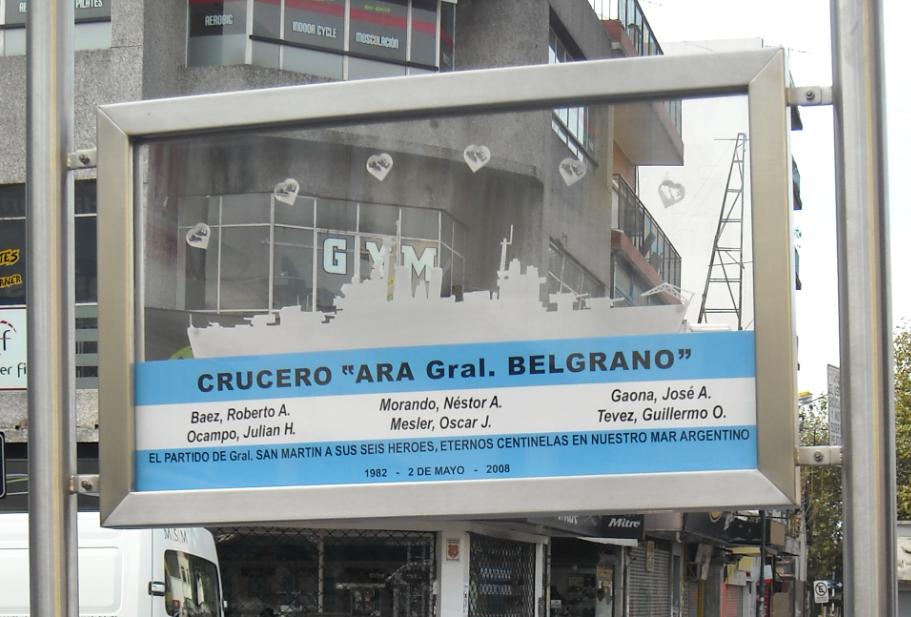 PILATES
AEROBIC
INDOOR CYCLE
MUSCULACIÓN
GYM
CRUCERO "ARA Gral. BELGRANO"
Baez, Roberto A.
Morando, Néstor A.
Gaona, José A.
Ocampo, Julian H.
Mesler, Oscar J.
Tevez, Guillermo O.
EL PARTIDO DE Gral. SAN MARTIN A SUS SEIS HEROES, ETERNOS CENTINELAS EN NUESTRO MAR ARGENTINO
1982 - 2 DE MAYO - 2008
Mitre